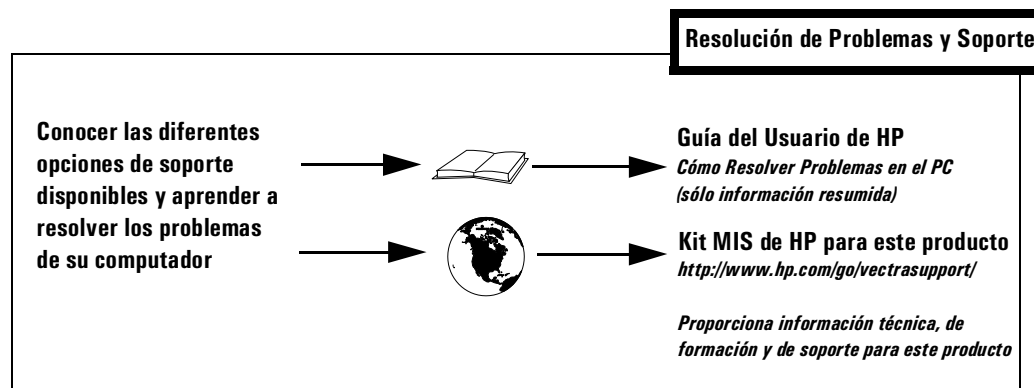 Resolución de Problemas y Soporte
Conocer las diferentes
opciones de soporte
disponibles y aprender a
resolver los problemas
de su computador
Guía del Usuario de HP
Cómo Resolver Problemas en el PC
(sólo información resumida)
Kit MIS de HP para este producto
http://www.hp.com/go/vectrasupport/
Proporciona información técnica, de
formación y de soporte para este producto